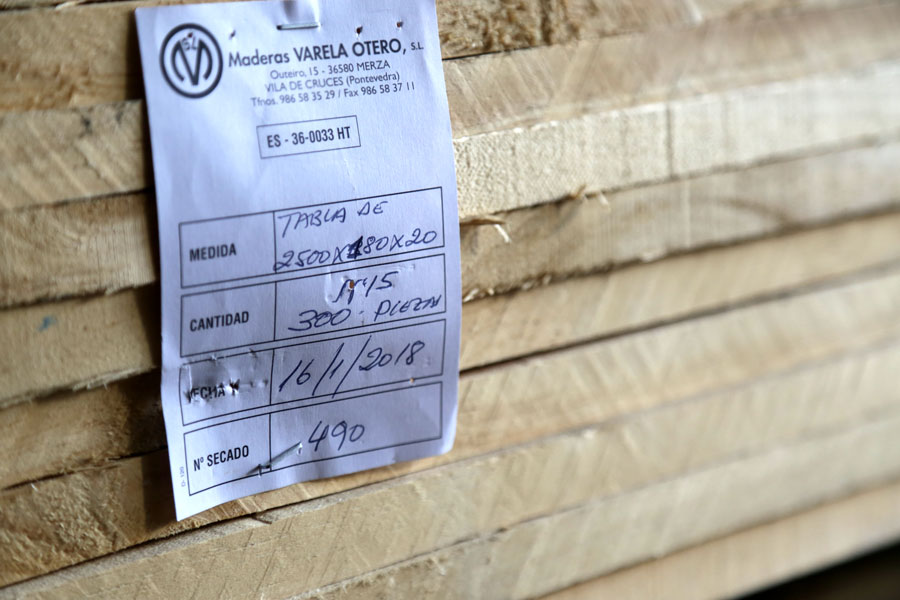 Maderas VARELA OTERO, S.L.
Outeiro, 15 - 36580 MERZA
VILA DE CRUCES (Pontevedra)
Tfnos. 986 58 35 29 / Fax 986 58 37 11
ES - 36-0033 HT
MEDIDA
TABLA DE
2500X180X20
CANTIDAD
Nº15
300 PIEZAS
FECHA
16/1/2018
Nº SECADO
490